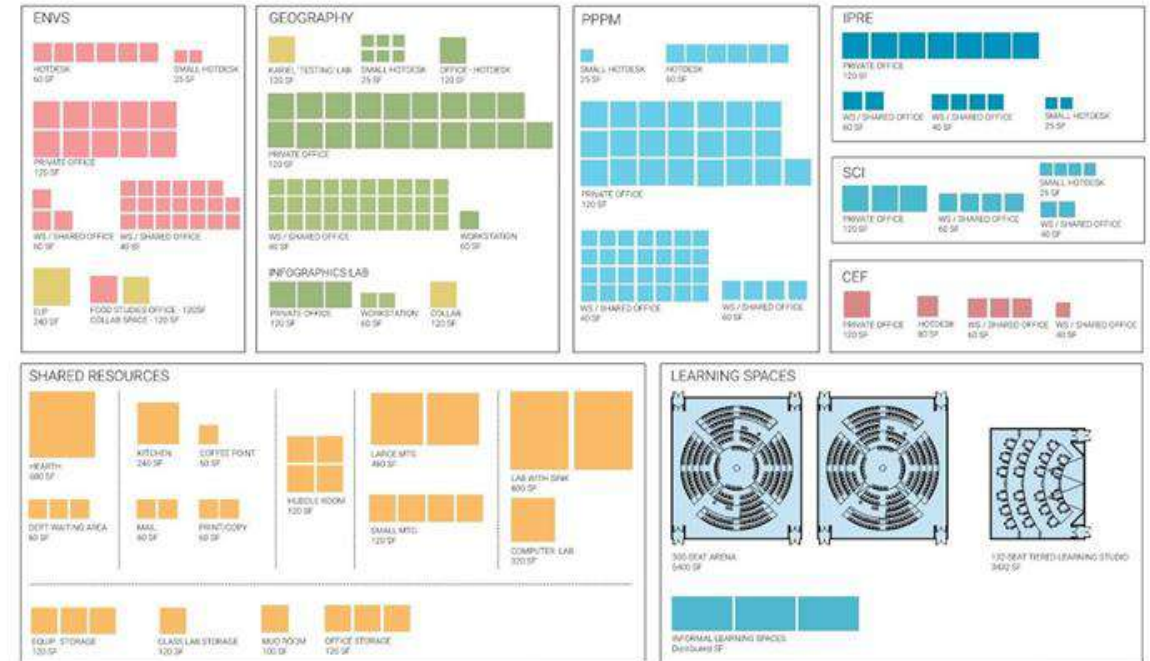 ENVS
HOTDESK
60 SF
SMALL HOTDESK
25 SF
PRIVATE OFFICE
120 SF
WS / SHARED OFFICE
60 SF
WS / SHARED OFFICE
40 SF
240 SF
FOOD STUDIES OFFICE - 120SF
COLLAB SPACE - 120 SF
GEOGRAPHY
TESTING LAB
120 SF
SMALL HOTDESK
25 SF
OFFICE - HOTDESK
120 SF
PRIVATE OFFICE
120 SF
WS / SHARED OFFICE
40 SF
WORKSTATION
60 SF
INFOGRAPHICS LAB
PRIVATE OFFICE
120 SF
WORKSTATION
60 SF
COLLAB
120 SF
PPPM
SMALL HOTDESK
25 SF
HOTDESK
60 SF
PRIVATE OFFICE
120 SF
WS / SHARED OFFICE
40 SF
WS / SHARED OFFICE
60 SF
IPRE
PRIVATE OFFICE
120 SF
WS / SHARED OFFICE
60 SF
WS / SHARED OFFICE
40 SF
SMALL HOTDESK
25 SF
SCI
PRIVATE OFFICE
120 SF
WS / SHARED OFFICE
60 SF
SMALL HOTDESK
25 SF
WS / SHARED OFFICE
40 SF
CEF
PRIVATE OFFICE
120 SF
HOTDESK
SF
WS / SHARED OFFICE
60 SF
WS / SHARED OFFICE
40 SF
SHARED RESOURCES
HEARTH
SF
KITCHEN
240 SF
COFFEE POINT
SF
HUDDLE ROOM
120 SF
LARGE MTG
SF
LAB WITH SINK
SF
DEPT WAITING AREA
60 SF
MAIL
60 SF
PRINT/COPY
60 SF
SMALL MTG
120 SF
COMPUTER LAB
320 SF
EQUIP. STORAGE
120 SF
CLASS LAB STORAGE
120 SF
MUD ROOM
100 SF
OFFICE STORAGE
120 SF
LEARNING SPACES
300-SEAT ARENA
5400 SF
132-SEAT TIERED LEARNING STUDIO
SF
INFORMAL LEARNING SPACES
Distributed SF